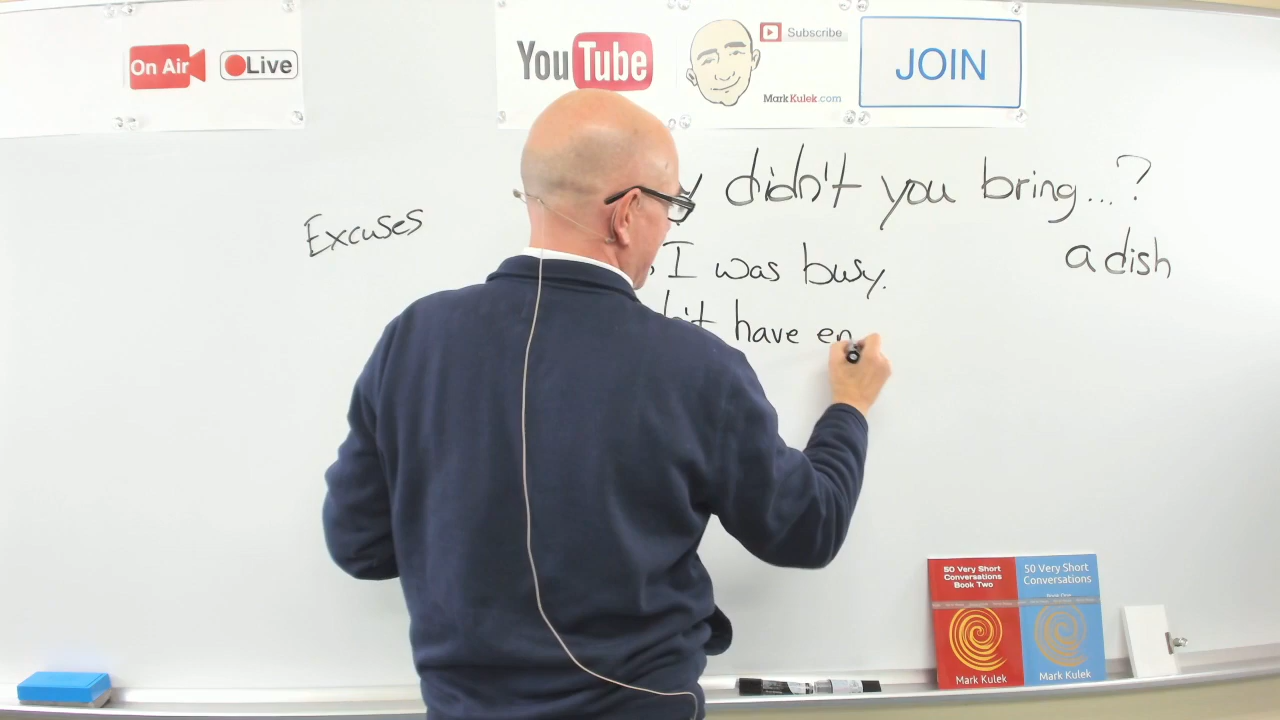 On Air
Live
YouTube
Subscribe
MarkKulek.com
JOIN
didn't you bring...?
Excuses
a dish
I was busy.
have en
50 Very Short
Conversations
Book Two
Mark Kulek
50 Very Short
Conversations
Mark Kulek